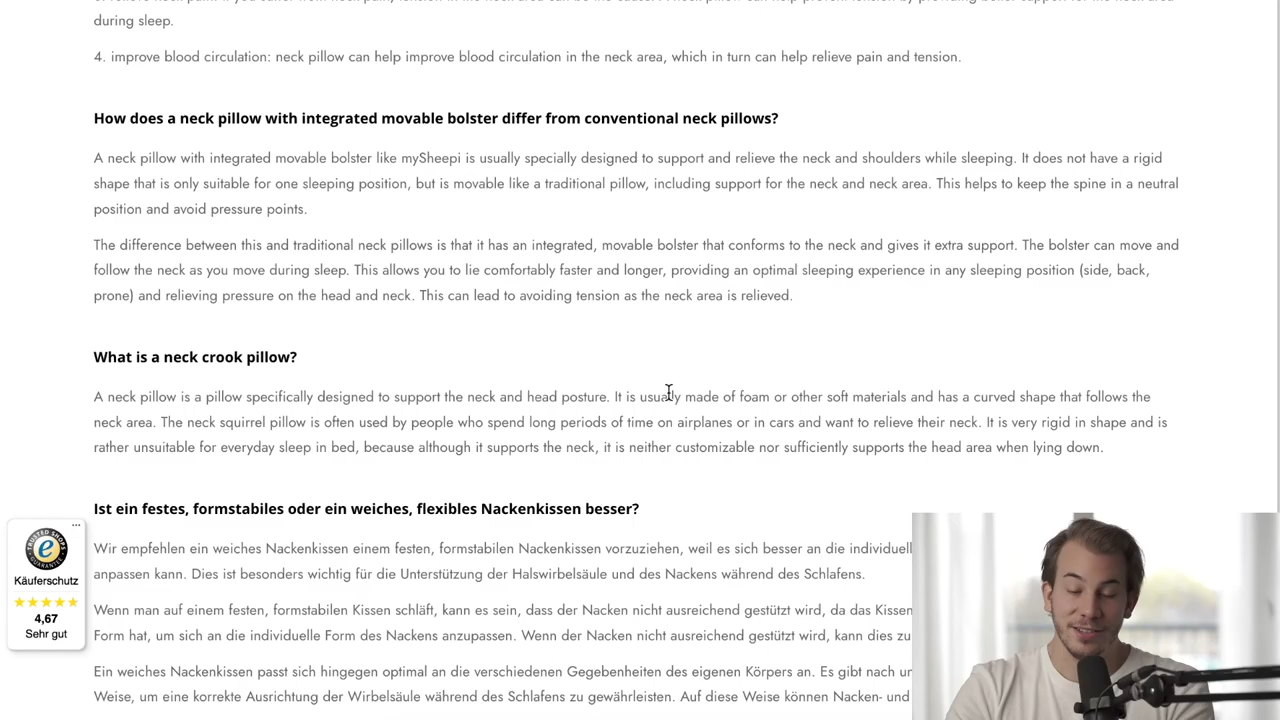 during sleep.
4. improve blood circulation: neck pillow can help improve blood circulation in the neck area, which in turn can help relieve pain and tension.
How does a neck pillow with integrated movable bolster differ from conventional neck pillows?
A neck pillow with integrated movable bolster like mySheepi is usually specially designed to support and relieve the neck and shoulders while sleeping. It does not have a rigid
shape that is only suitable for one sleeping position, but is movable like a traditional pillow, including support for the neck and neck area. This helps to keep the spine in a neutral
position and avoid pressure points.
The difference between this and traditional neck pillows is that it has an integrated, movable bolster that conforms to the neck and gives it extra support. The bolster can move and
follow the neck as you move during sleep. This allows you to lie comfortably faster and longer, providing an optimal sleeping experience in any sleeping position (side, back,
prone) and relieving pressure on the head and neck. This can lead to avoiding tension as the neck area is relieved.
What is a neck crook pillow?
A neck pillow is a pillow specifically designed to support the neck and head posture. It is usually made of foam or other soft materials and has a curved shape that follows the
neck area. The neck squirrel pillow is often used by people who spend long periods of time on airplanes or in cars and want to relieve their neck. It is very rigid in shape and is
rather unsuitable for everyday sleep in bed, because although it supports the neck, it is neither customizable nor sufficiently supports the head area when lying down.
Ist ein festes, formstabiles oder ein weiches, flexibles Nackenkissen besser?
Wir empfehlen ein weiches Nackenkissen einem festen, formstabilen Nackenkissen vorzuziehen, weil es sich besser an die individuell
anpassen kann. Dies ist besonders wichtig für die Unterstützung der Halswirbelsäule und des Nackens während des Schlafens.
Wenn man auf einem festen, formstabilen Kissen schläft, kann es sein, dass der Nacken nicht ausreichend gestützt wird, da das Kissen
Form hat, um sich an die individuelle Form des Nackens anzupassen. Wenn der Nacken nicht ausreichend gestützt wird, kann dies zu
Ein weiches Nackenkissen passt sich hingegen optimal an die verschiedenen Gegebenheiten des eigenen Körpers an. Es gibt nach un
Weise, um eine korrekte Ausrichtung der Wirbelsäule während des Schlafens zu gewährleisten. Auf diese Weise können Nacken- und
TRUSTED SHOPS
GUARANTEE
Käuferschutz
4,67
Sehr gut